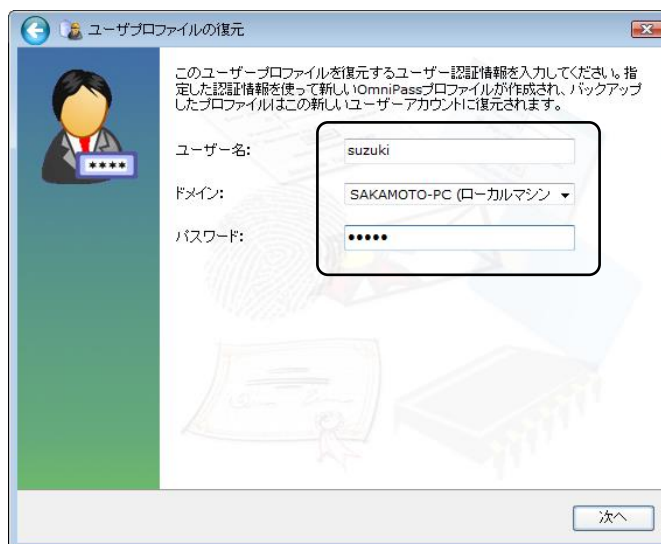 ユーザプロファイルの復元
このユーザープロファイルを復元するユーザー認証情報を入力してください。指
定した認証情報を使って新しいOmniPassプロファイルが作成され、バックアップ
したプロファイルはこの新しいユーザーアカウントに復元されます。
ユーザー名: suzuki
ドメイン: SAKAMOTO-PC (ローカルマシン
パスワード: •••••
****
次へ